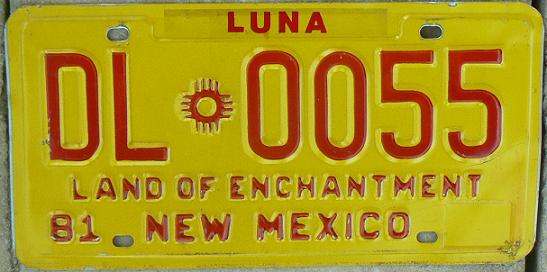 LUNA
DL 0055
LAND OF ENCHANTMENT
81 NEW MEXICO